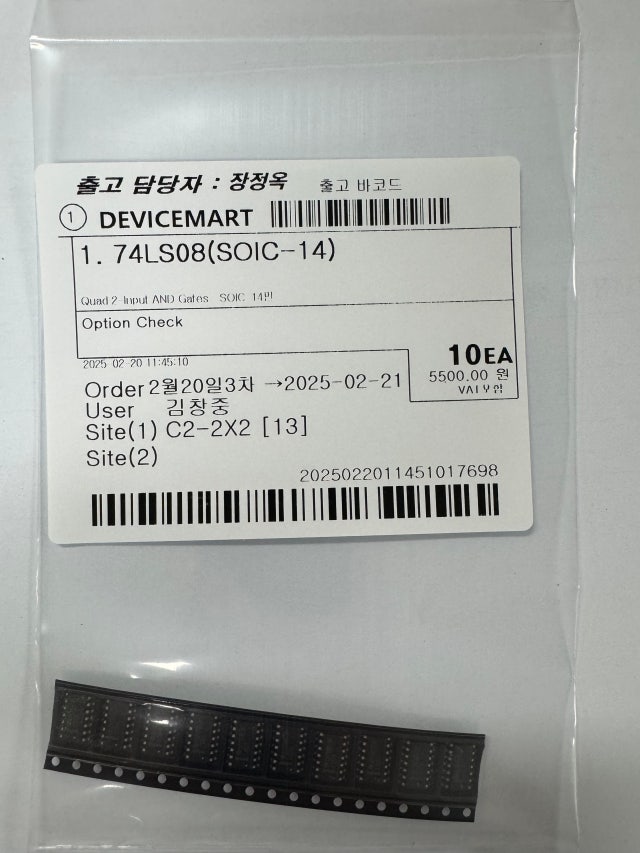 출고 담당자 : 장정옥 출고 바코드
1 DEVICEMART
1. 74LS08(SOIC-14)
Quad 2-Input AND Gates SOIC 14핀
Option Check
2025-02-20 11:45:10
10EA
5500.00 원
Order 2월20일3차 →2025-02-21
User 김창중
Site(1) C2-2X2 [13]
Site(2)
2025022011451017698